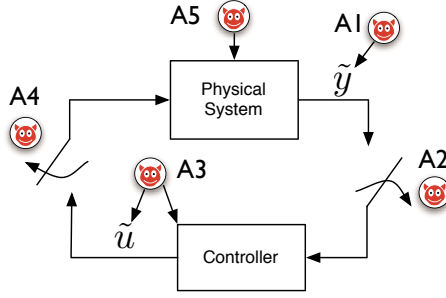 A5
A1
A4
Physical
System
ỹ
A2
A3
ũ
Controller